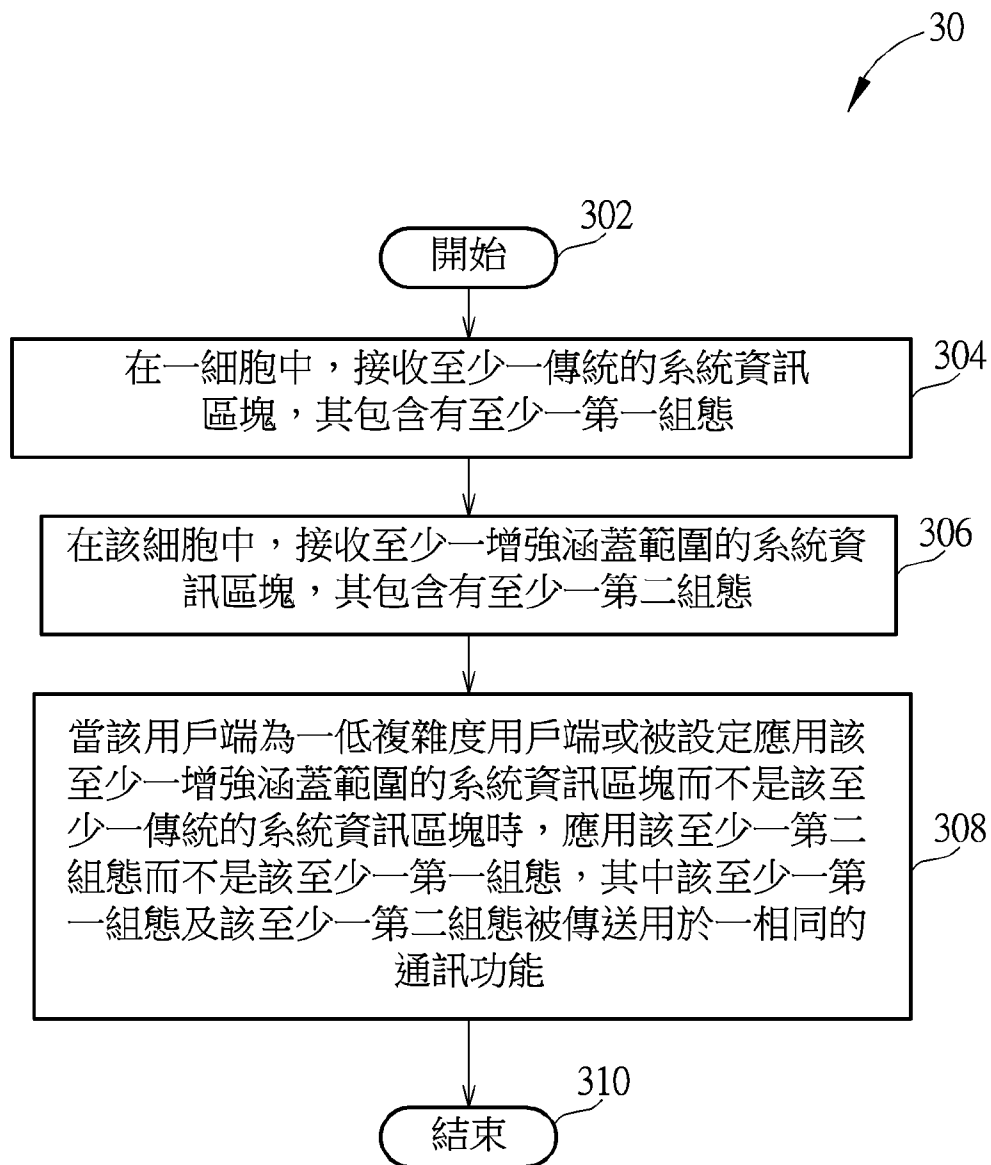 30
302
開始
304
在一細胞中，接收至少一傳統的系統資訊
區塊，其包含有至少一第一組態
306
在該細胞中，接收至少一增強涵蓋範圍的系統資
訊區塊，其包含有至少一第二組態
308
當該用戶端為一低複雜度用戶端或被設定應用該
至少一增強涵蓋範圍的系統資訊區塊而不是該至
少一傳統的系統資訊區塊時，應用該至少一第二
組態而不是該至少一第一組態，其中該至少一第
一組態及該至少一第二組態被傳送用於一相同的
通訊功能
310
結束